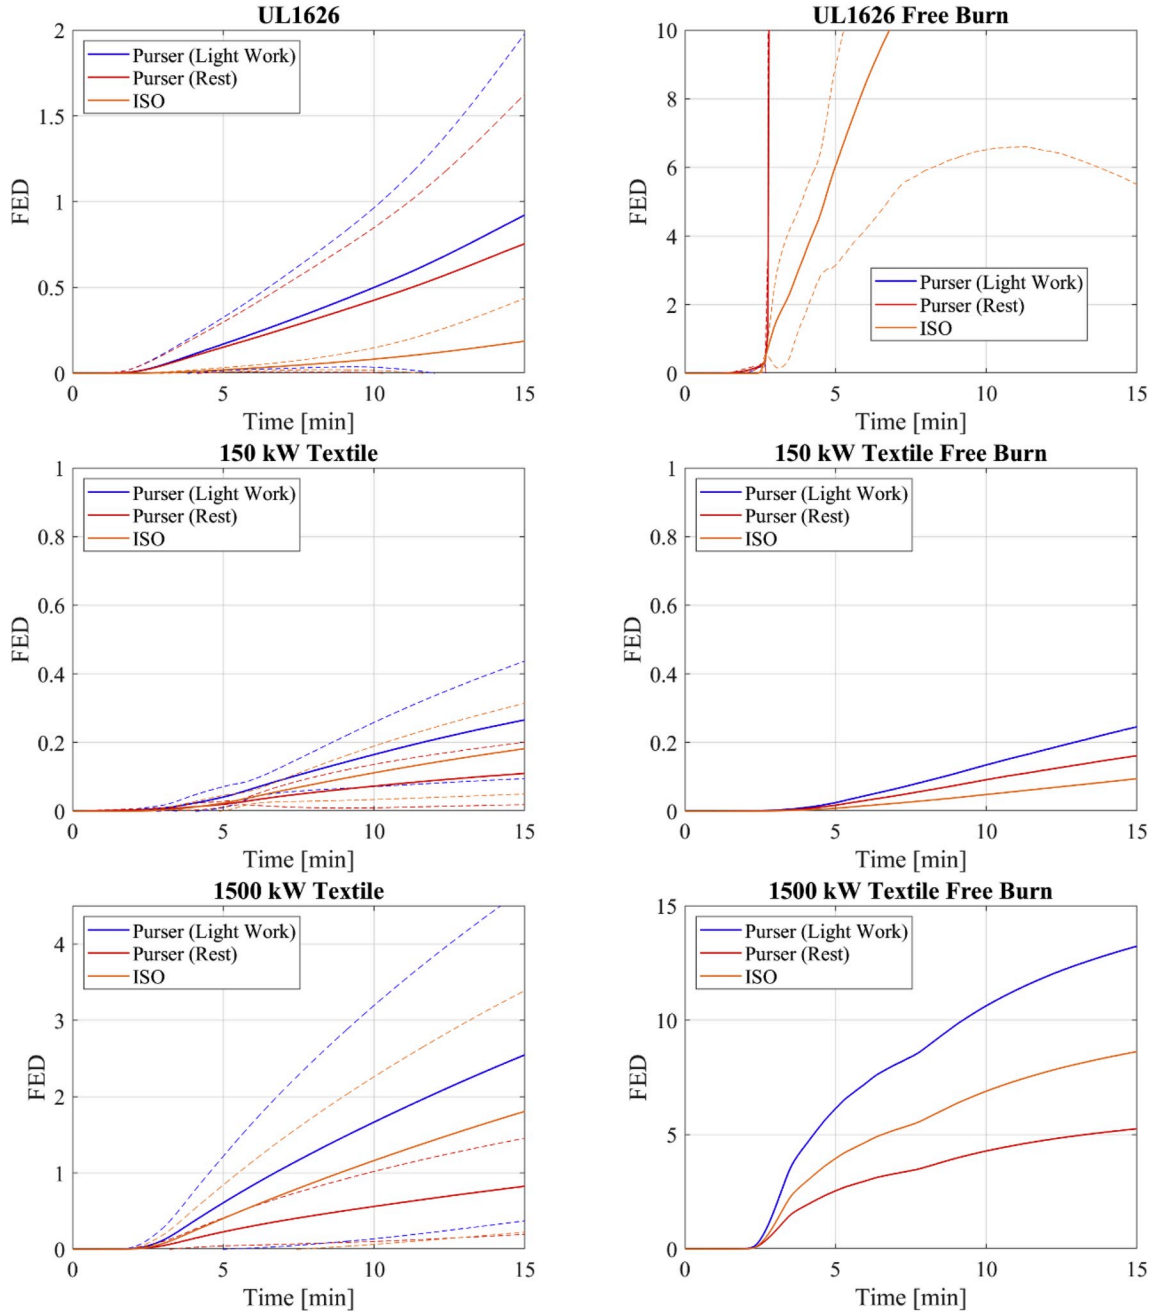 UL1626
2
1.5
1
0.5
0
FED
Purser (Light Work)
Purser (Rest)
ISO
0 5 10 15
Time [min]
UL1626 Free Burn
10
8
6
4
2
0
FED
Purser (Light Work)
Purser (Rest)
ISO
0 5 10 15
Time [min]
150 kW Textile
1
0.8
0.6
0.4
0.2
0
FED
Purser (Light Work)
Purser (Rest)
ISO
0 5 10 15
Time [min]
150 kW Textile Free Burn
1
0.8
0.6
0.4
0.2
0
FED
Purser (Light Work)
Purser (Rest)
ISO
0 5 10 15
Time [min]
1500 kW Textile
4
3
2
1
0
FED
Purser (Light Work)
Purser (Rest)
ISO
0 5 10 15
Time [min]
1500 kW Textile Free Burn
15
10
5
0
FED
Purser (Light Work)
Purser (Rest)
ISO
0 5 10 15
Time [min]